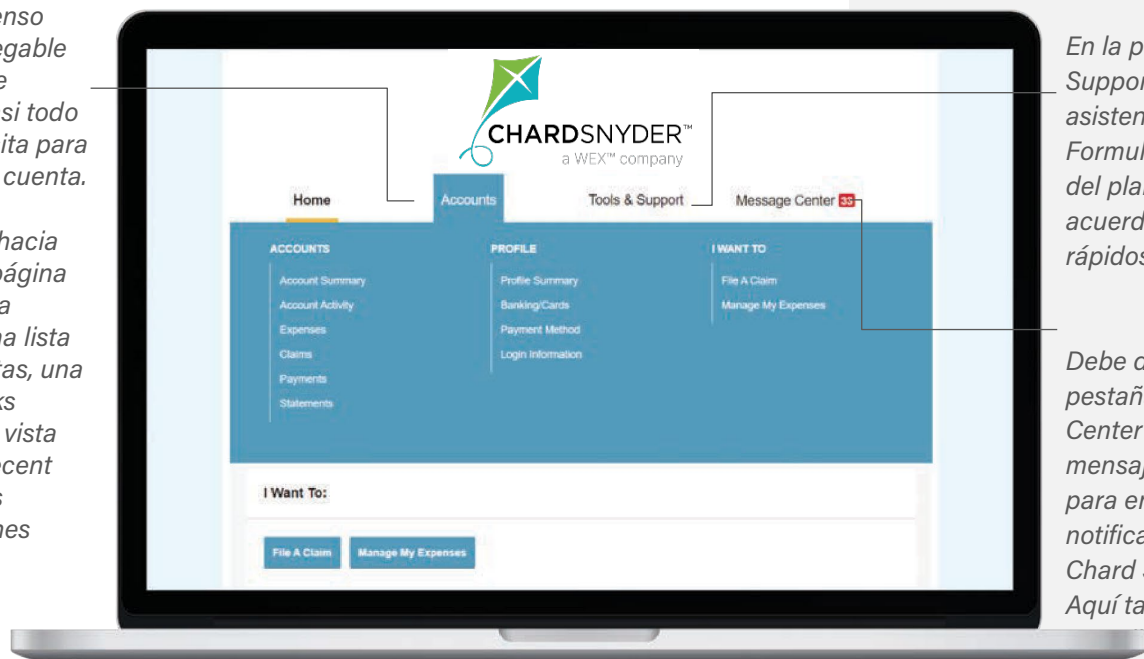 enso
egable
e
si todo
ita para
cuenta.
hacia
página
a
na lista
tas, una
ks
vista
ecent
s
nes
CHARDSNYDER™
a WEX™ company
Home
Accounts
Tools & Support
Message Center
ACCOUNTS
Account Summary
Account Activity
Expenses
Claims
Payments
Statements
PROFILE
Profile Summary
Banking/Cards
Payment Method
Login Information
I WANT TO
File A Claim
Manage My Expenses
I Want To:
File A Claim
Manage My Expenses
En la p
Suppor
asisten
Formul
del plan
acuerd
rápidos
Debe d
pestañ
Center
mensaj
para en
notifica
Chard
Aquí ta